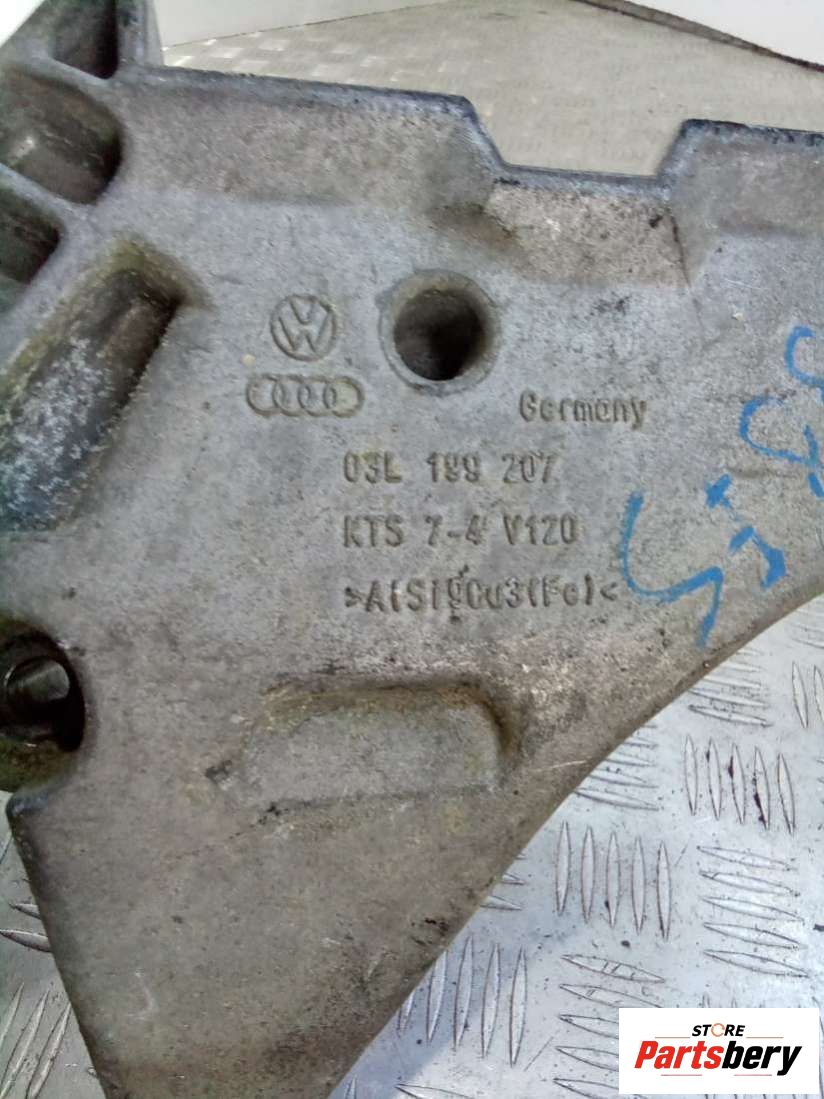 Germany
03L 199 207
KTS 7-4 V120
>AlSi9Cu3(Fe)<
STORE
Partsbery